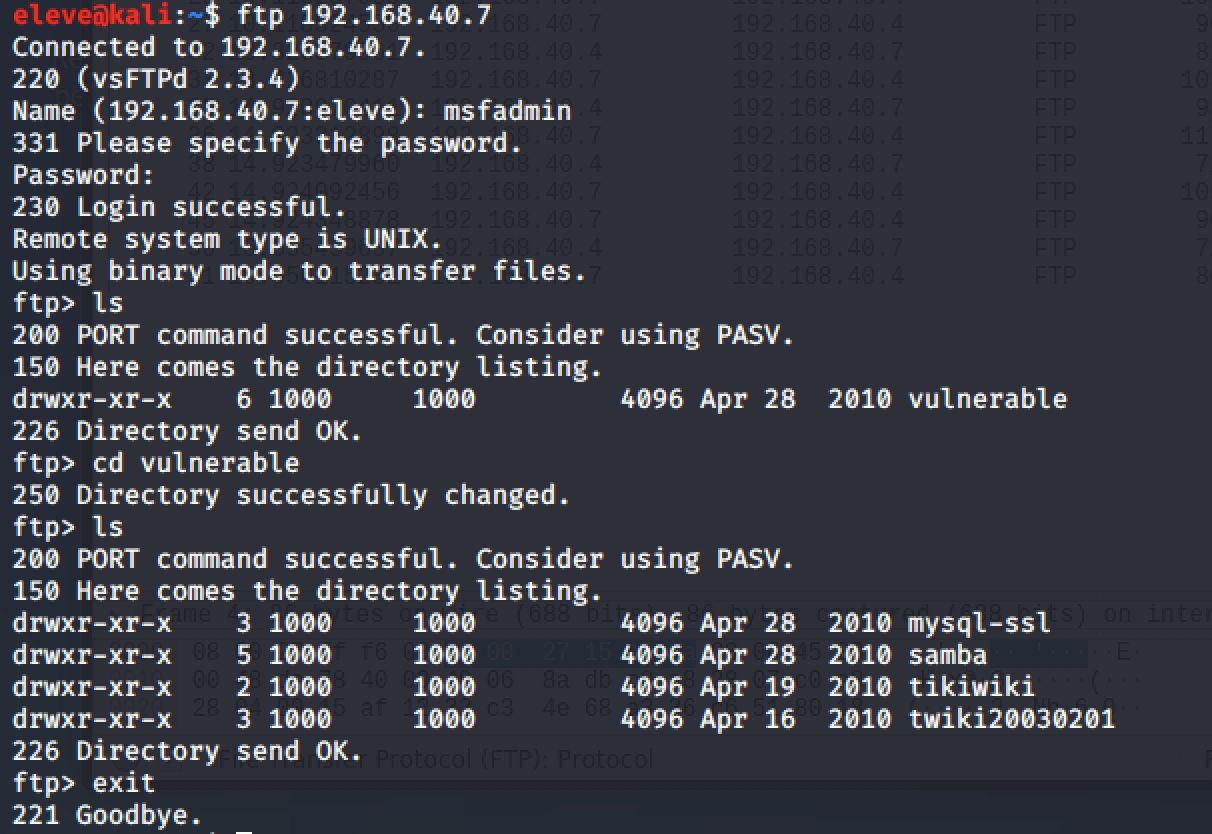 eleve@kali:~$ ftp 192.168.40.7
Connected to 192.168.40.7.
220 (vsFTPd 2.3.4)
Name (192.168.40.7:eleve): msfadmin
331 Please specify the password.
Password:
230 Login successful.
Remote system type is UNIX.
Using binary mode to transfer files.
ftp> ls
200 PORT command successful. Consider using PASV.
150 Here comes the directory listing.
drwxr-xr-x    6 1000     1000         4096 Apr 28  2010 vulnerable
226 Directory send OK.
ftp> cd vulnerable
250 Directory successfully changed.
ftp> ls
200 PORT command successful. Consider using PASV.
150 Here comes the directory listing.
drwxr-xr-x    3 1000     1000         4096 Apr 28  2010 mysql-ssl
drwxr-xr-x    5 1000     1000         4096 Apr 28  2010 samba
drwxr-xr-x    2 1000     1000         4096 Apr 19  2010 tikiwiki
drwxr-xr-x    3 1000     1000         4096 Apr 16  2010 twiki20030201
226 Directory send OK.
ftp> exit
221 Goodbye.